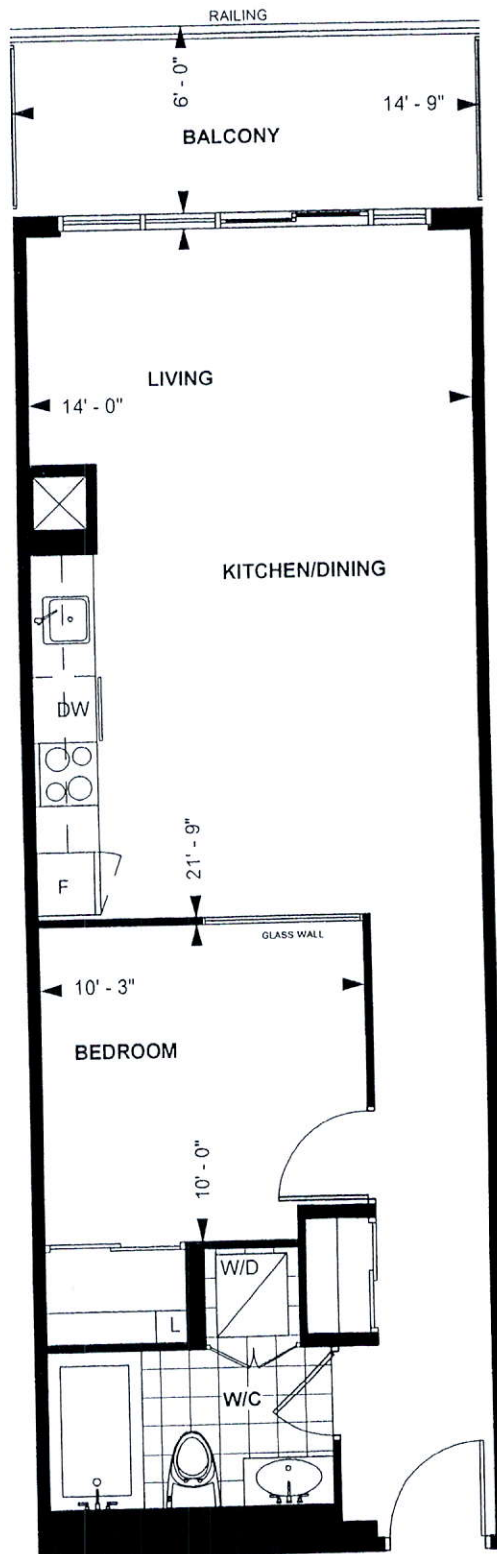 RAILING
6' - 0"
14' - 9"
BALCONY
LIVING
14' - 0"
KITCHEN/DINING
DW
21' - 9"
F
GLASS WALL
10' - 3"
BEDROOM
10' - 0"
W/D
L
W/C